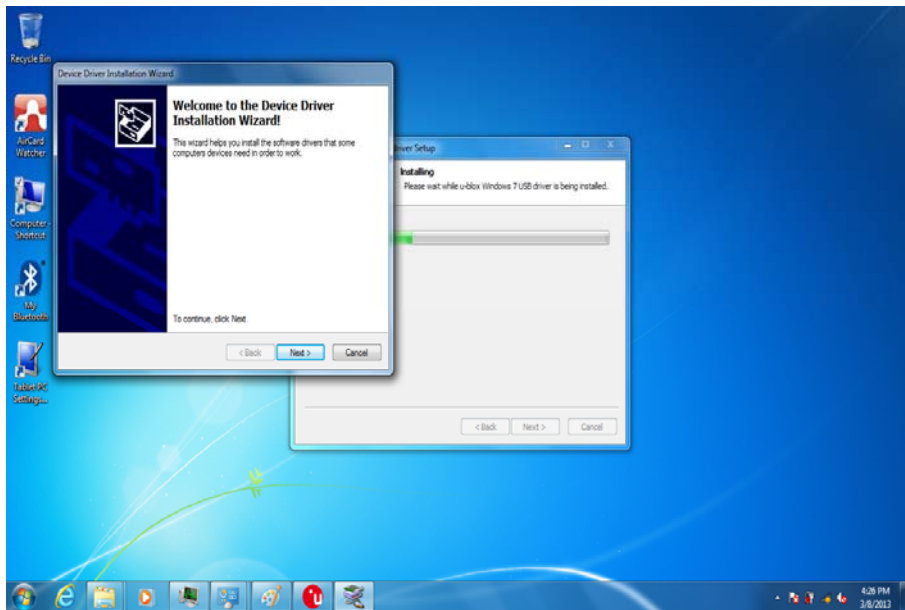 Recycle Bin
AirCard
Watcher
Computer -
Shortcut
My
Bluetooth
Tablet PC
Settings...
Device Driver Installation Wizard
Welcome to the Device Driver
Installation Wizard!
This wizard helps you install the software drivers that some
computers devices need in order to work.
To continue, click Next.
< Back
Next >
Cancel
Driver Setup
Installing
Please wait while u-blox Windows 7 USB driver is being installed.
< Back
Next >
Cancel
4:26 PM
3/8/2013